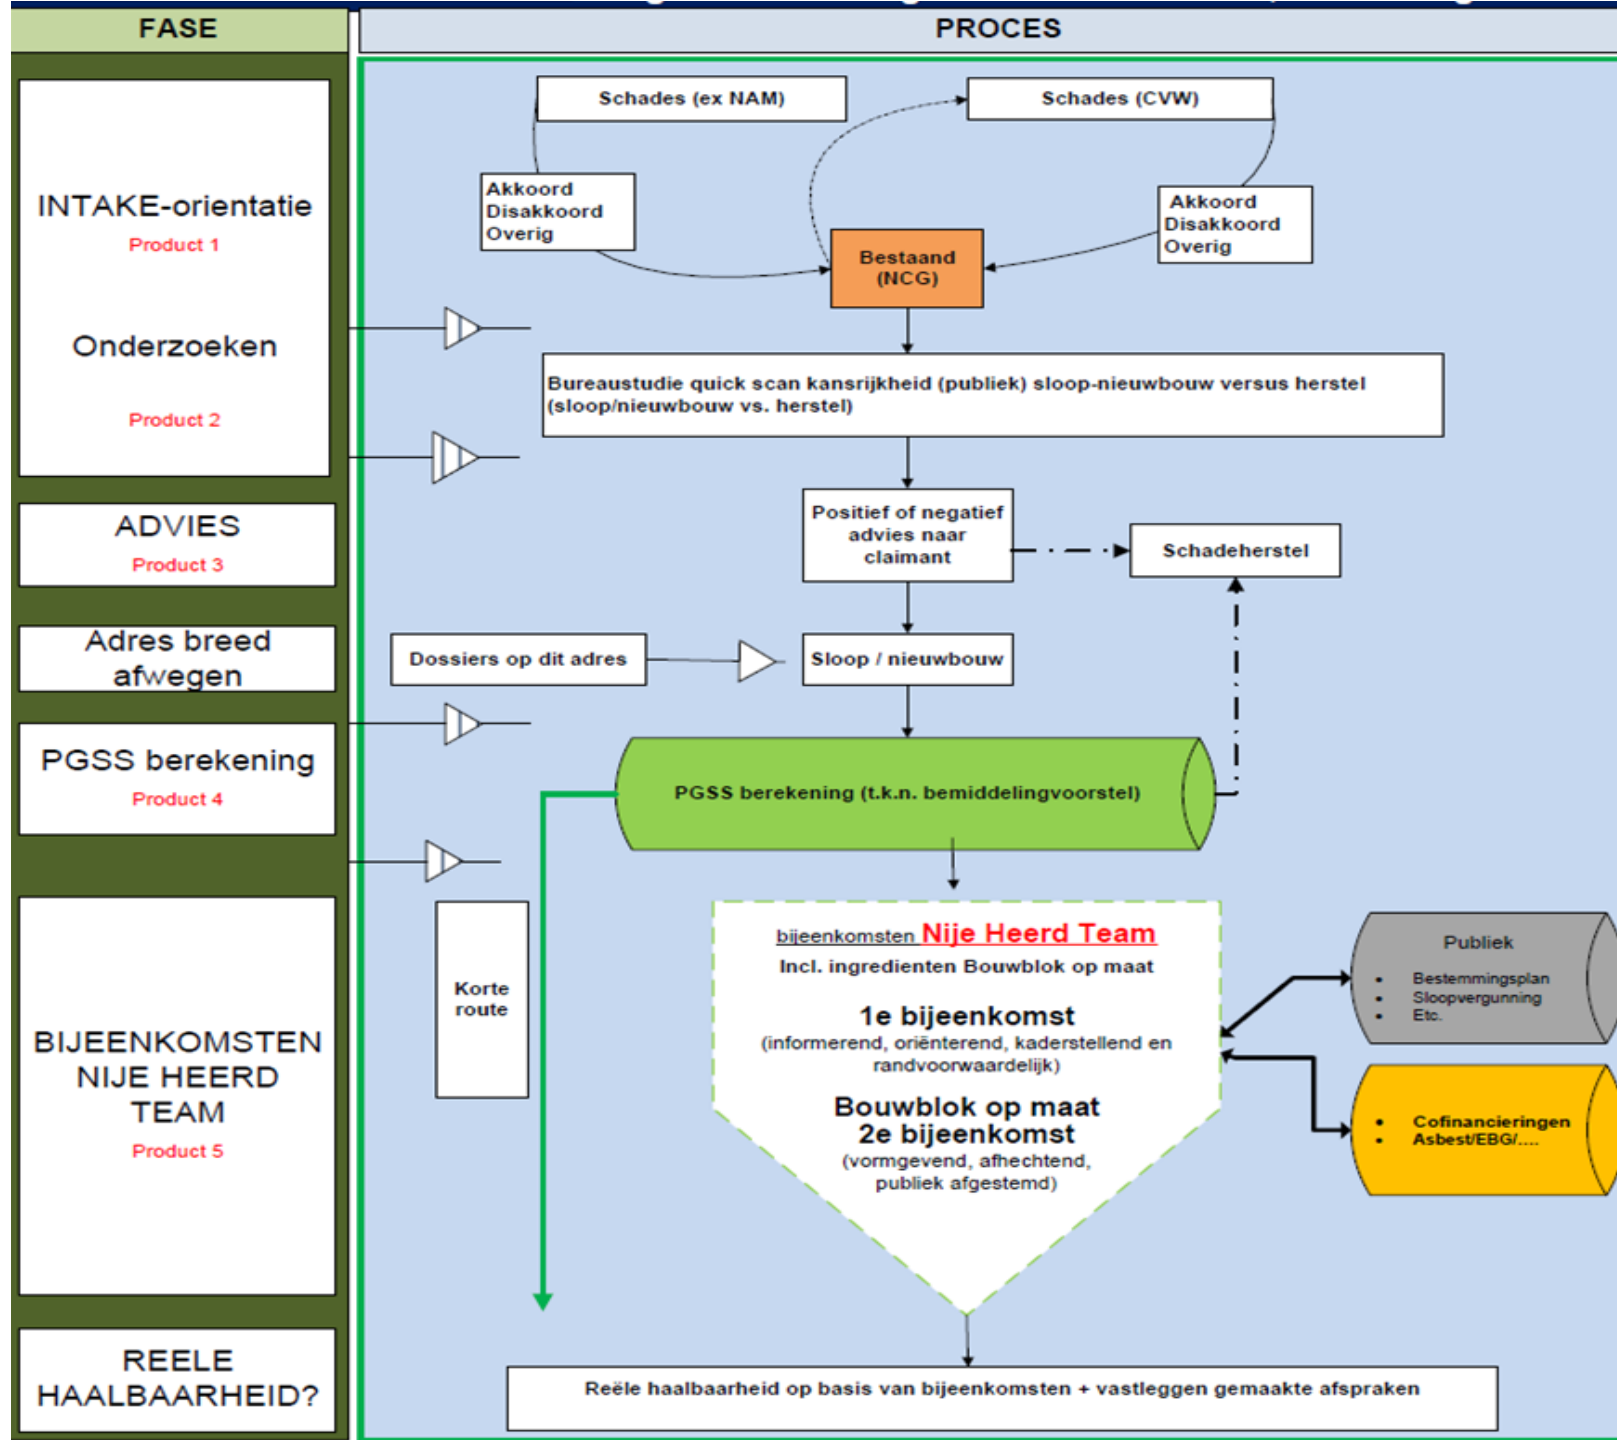 FASE
PROCES
INTAKE-orientatie
Product 1
Onderzoeken
Product 2
ADVIES
Product 3
Adres breed
afwegen
PGSS berekening
Product 4
BIJEENKOMSTEN
NIJE HEERD
TEAM
Product 5
REELE
HAALBAARHEID?
Schades (ex NAM)
Schades (CVW)
Akkoord
Disakkoord
Overig
Akkoord
Disakkoord
Overig
Bestaand
(NCG)
Bureaustudie quick scan kansrijkheid (publiek) sloop-nieuwbouw versus herstel
(sloop/nieuwbouw vs. herstel)
Positief of negatief
advies naar
claimant
Schadeherstel
Dossiers op dit adres
Sloop / nieuwbouw
PGSS berekening (t.k.n. bemiddelingvoorstel)
Korte
route
bijeenkomsten Nije Heerd Team
Incl. ingredienten Bouwblok op maat
1e bijeenkomst
(informerend, oriënterend, kaderstellend en
randvoorwaardelijk)
Bouwblok op maat
2e bijeenkomst
(vormgevend, afhechtend,
publiek afgestemd)
Publiek
• Bestemmingsplan
• Sloopvergunning
• Etc.
• Cofinancieringen
• Asbest/EBG/....
Reële haalbaarheid op basis van bijeenkomsten + vastleggen gemaakte afspraken